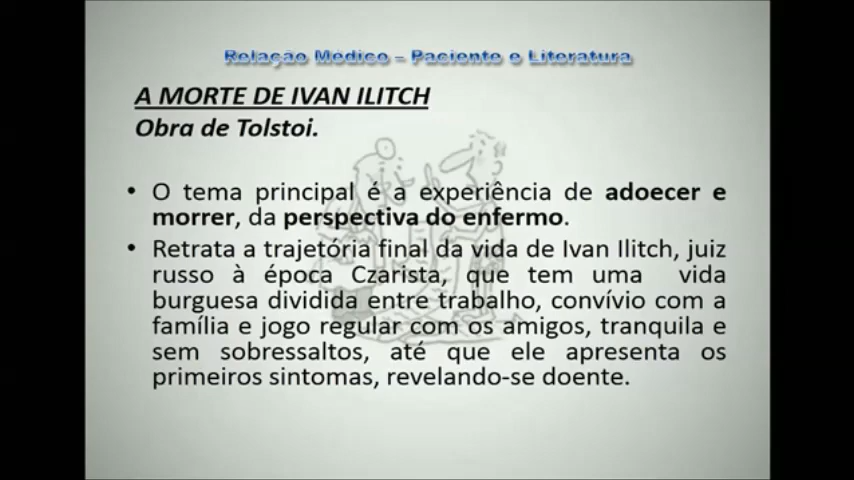 Relação Médico – Paciente e Literatura
A MORTE DE IVAN ILITCH
Obra de Tolstoi.
• O tema principal é a experiência de adoecer e
morrer, da perspectiva do enfermo.
• Retrata a trajetória final da vida de Ivan Ilitch, juiz
russo à época Czarista, que tem uma vida
burguesa dividida entre trabalho, convívio com a
família e jogo regular com os amigos, tranquila e
sem sobressaltos, até que ele apresenta os
primeiros sintomas, revelando-se doente.